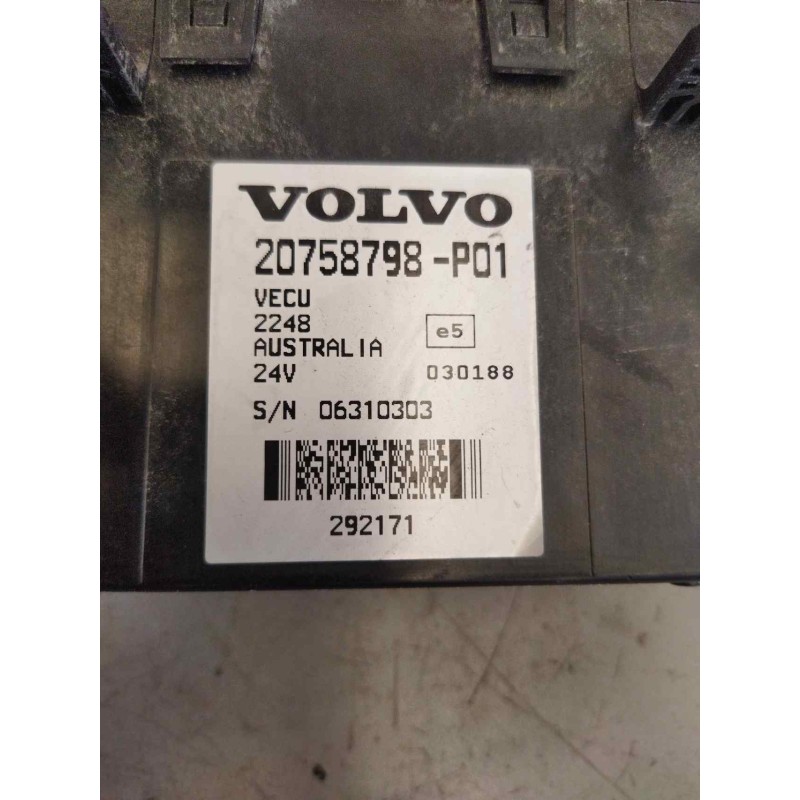 VOLVO
20758798-P01
VECU
2248
e5
AUSTRALIA
24V 030188
S/N 06310303
292171